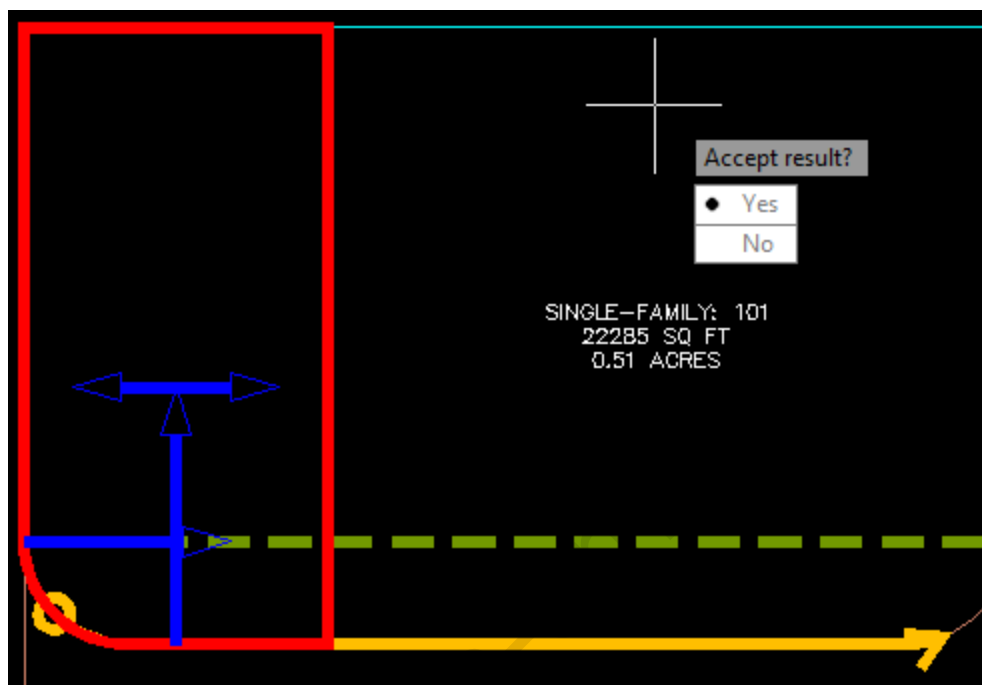 Accept result?
Yes
No
SINGLE-FAMILY: 101
22285 SQ FT
0.51 ACRES